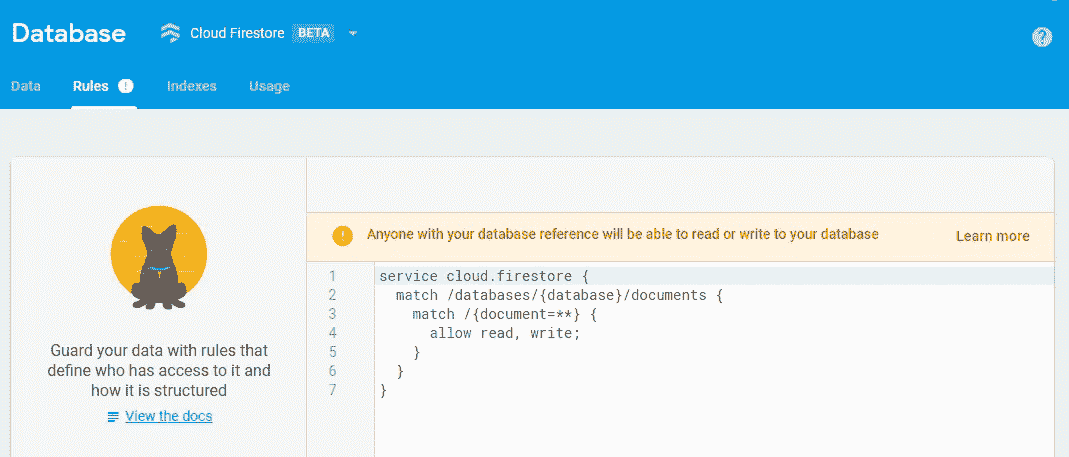 Database
Cloud Firestore BETA
Data Rules ! Indexes Usage
! Anyone with your database reference will be able to read or write to your database Learn more
Guard your data with rules that
define who has access to it and
how it is structured
View the docs
1 service cloud.firestore {
2 match /databases/{database}/documents {
3 match /{document=**} {
4 allow read, write;
5 }
6 }
7 }